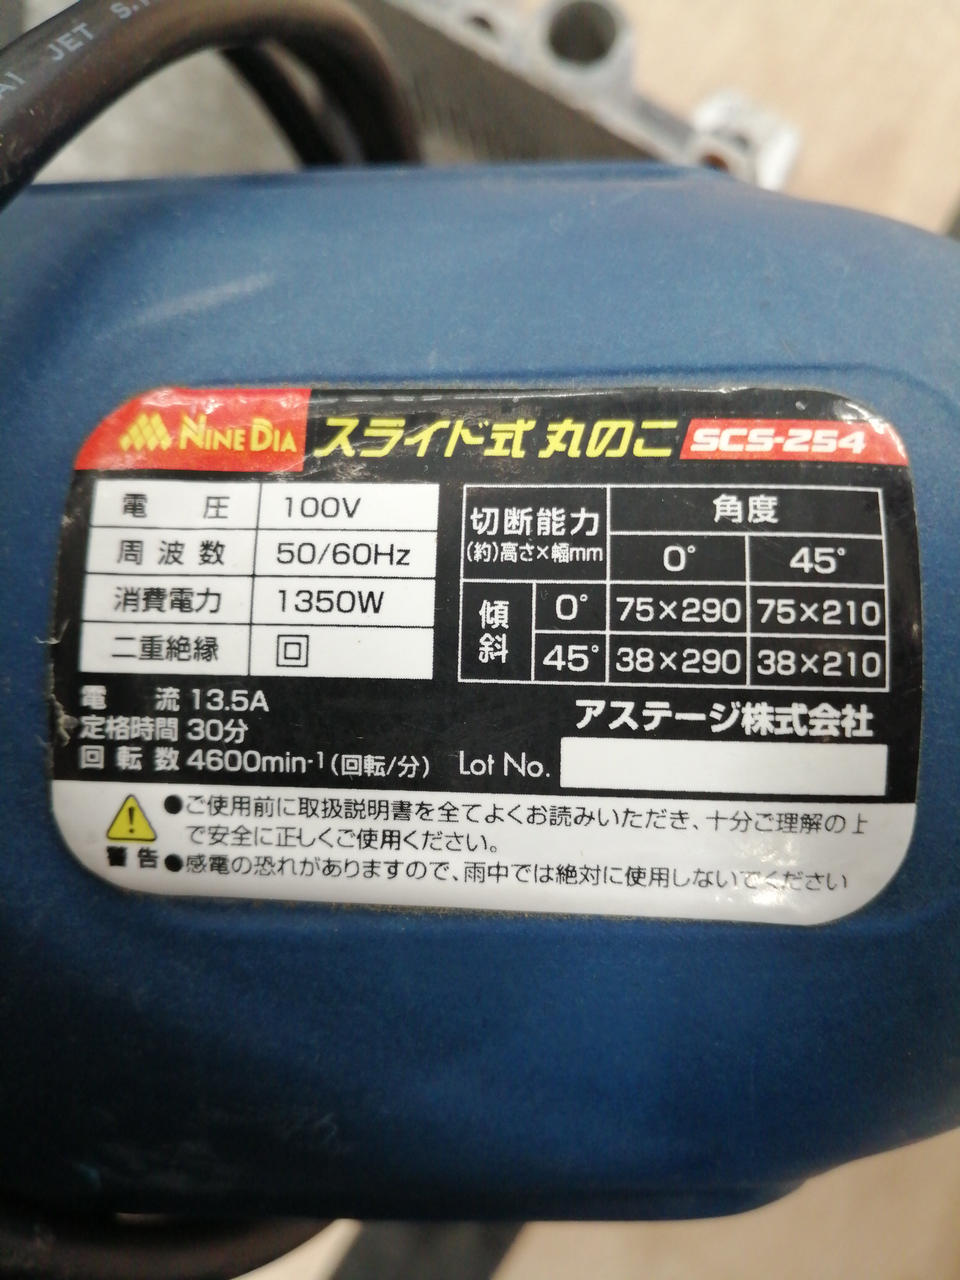 JET
NINE DIA スライド式 丸のこ SCS-254
電圧 100V
周波数 50/60Hz
消費電力 1350W
二重絶縁 回
切断能力 角度
(約)高さ×幅mm 0° 45°
傾斜 0° 75×290 75×210
45° 38×290 38×210
電流 13.5A
定格時間 30分
回転数 4600min-1(回転/分)
アステージ株式会社
Lot No.
警告
●ご使用前に取扱説明書を全てよくお読みいただき、十分ご理解の上
で安全に正しくご使用ください。
●感電の恐れがありますので、雨中では絶対に使用しないでください